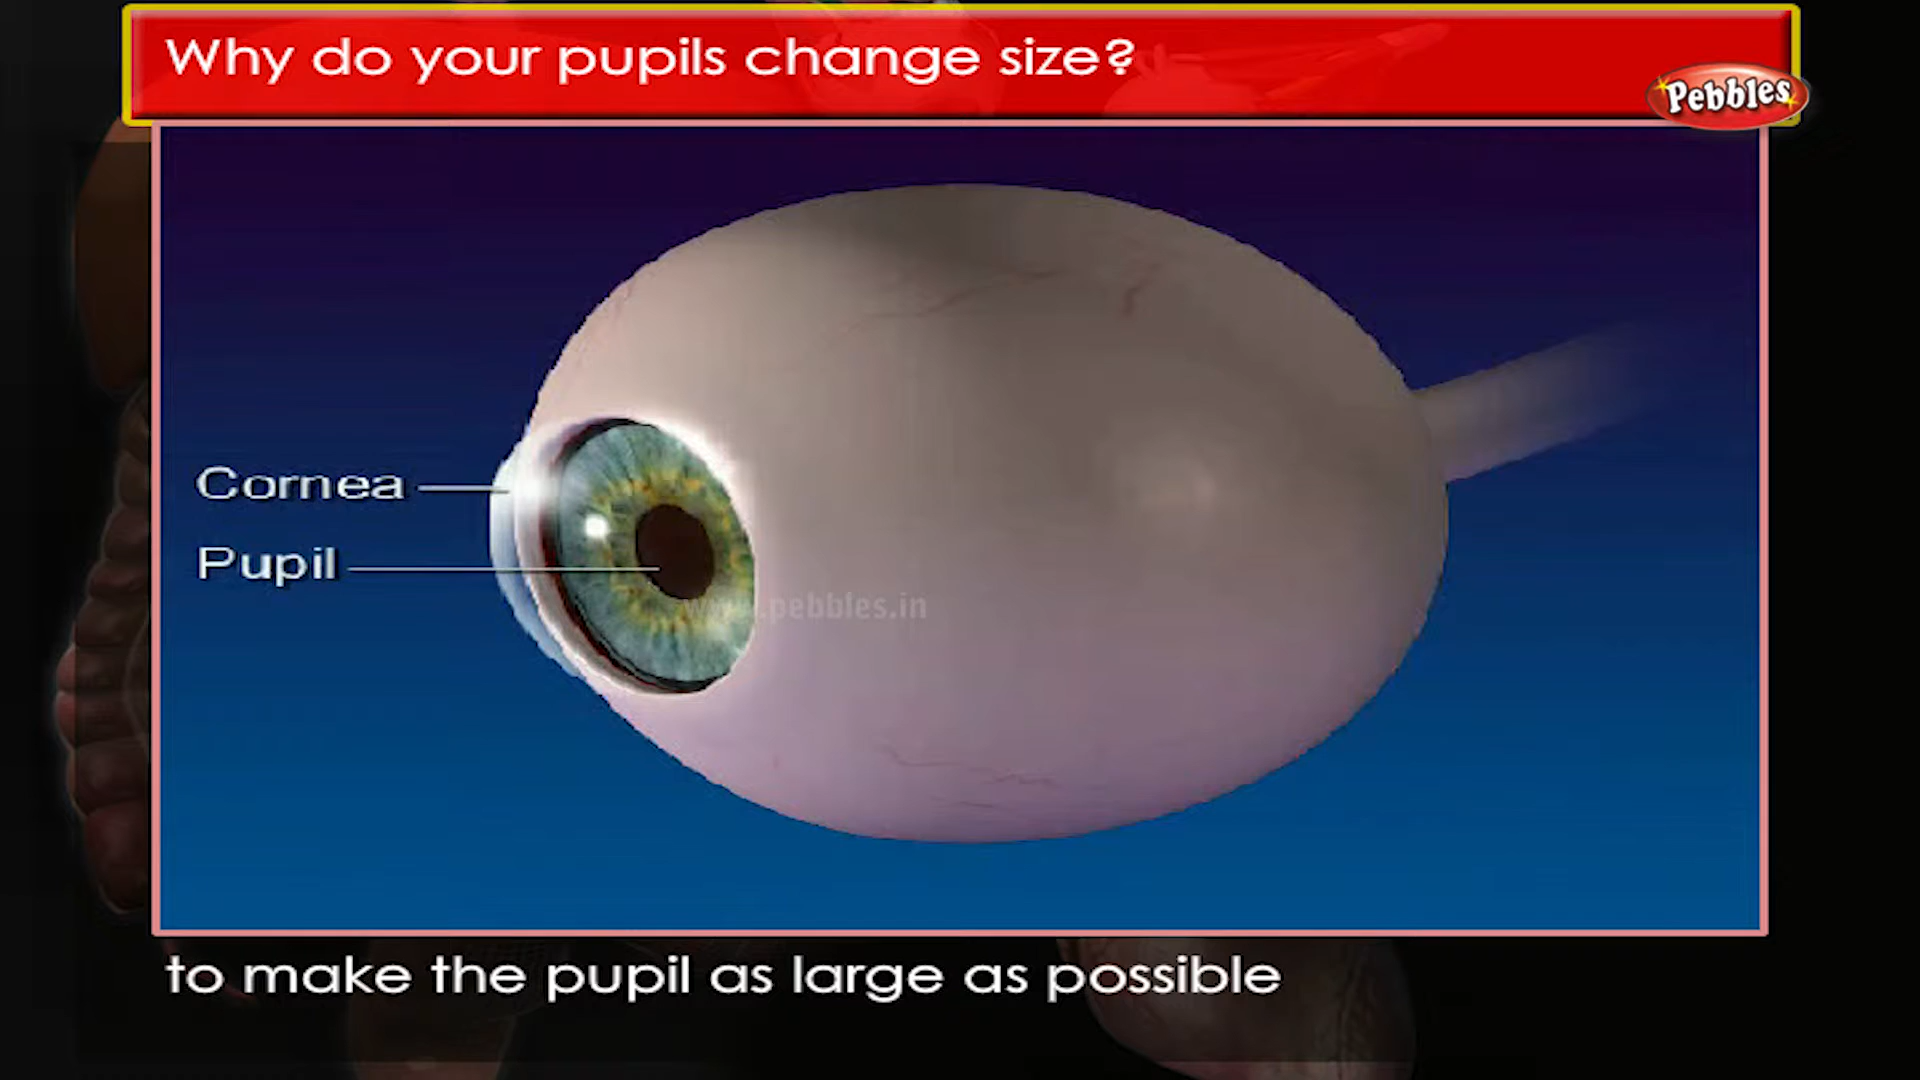 Why do your pupils change size?
Pebbles
Cornea
Pupil
www.pebbles.in
to make the pupil as large as possible